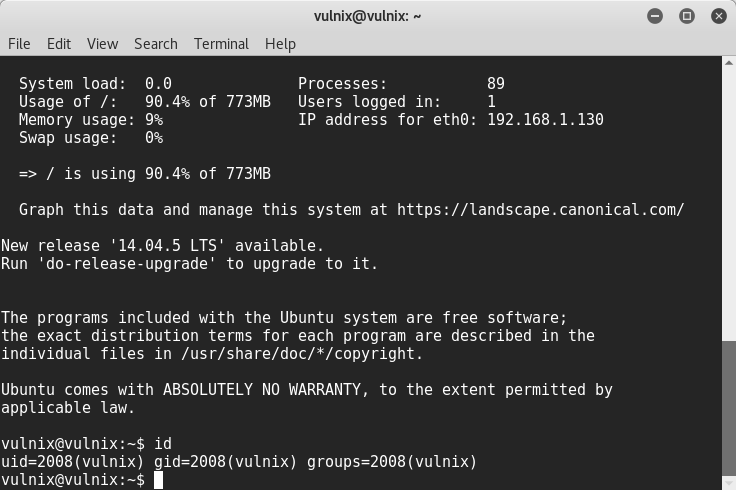 vulnix@vulnix: ~
File Edit View Search Terminal Help
System load: 0.0 Processes: 89
Usage of /: 90.4% of 773MB Users logged in: 1
Memory usage: 9% IP address for eth0: 192.168.1.130
Swap usage: 0%
=> / is using 90.4% of 773MB
Graph this data and manage this system at https://landscape.canonical.com/
New release '14.04.5 LTS' available.
Run 'do-release-upgrade' to upgrade to it.
The programs included with the Ubuntu system are free software;
the exact distribution terms for each program are described in the
individual files in /usr/share/doc/*/copyright.
Ubuntu comes with ABSOLUTELY NO WARRANTY, to the extent permitted by
applicable law.
vulnix@vulnix:~$ id
uid=2008(vulnix) gid=2008(vulnix) groups=2008(vulnix)
vulnix@vulnix:~$